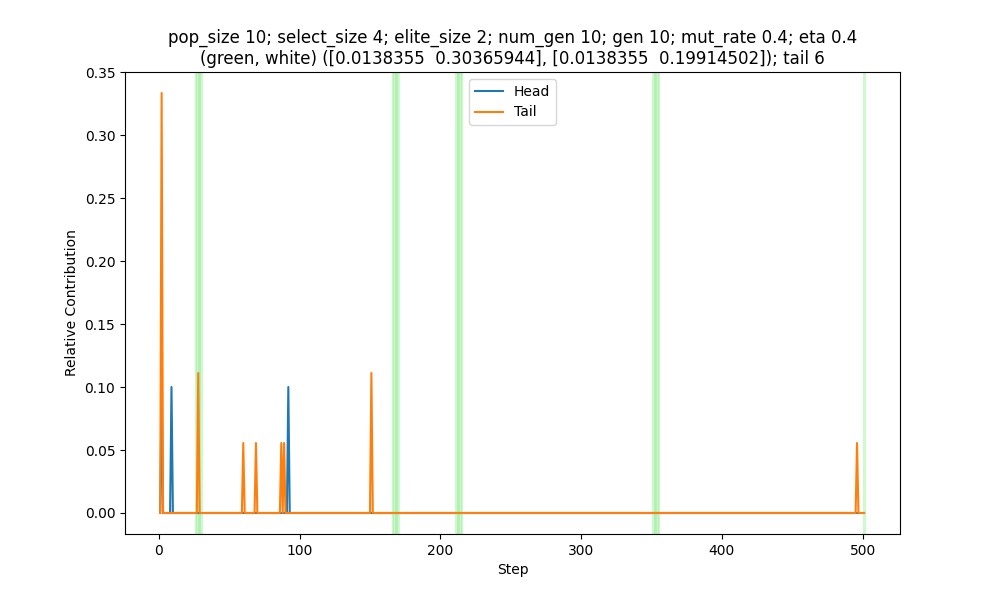 pop_size 10; select_size 4; elite_size 2; num_gen 10; gen 10; mut_rate 0.4; eta 0.4
(green, white) ([0.0138355  0.30365944], [0.0138355  0.19914502]); tail 6
Head
Tail
Relative Contribution
0.35
0.30
0.25
0.20
0.15
0.10
0.05
0.00
0
100
200
300
400
500
Step